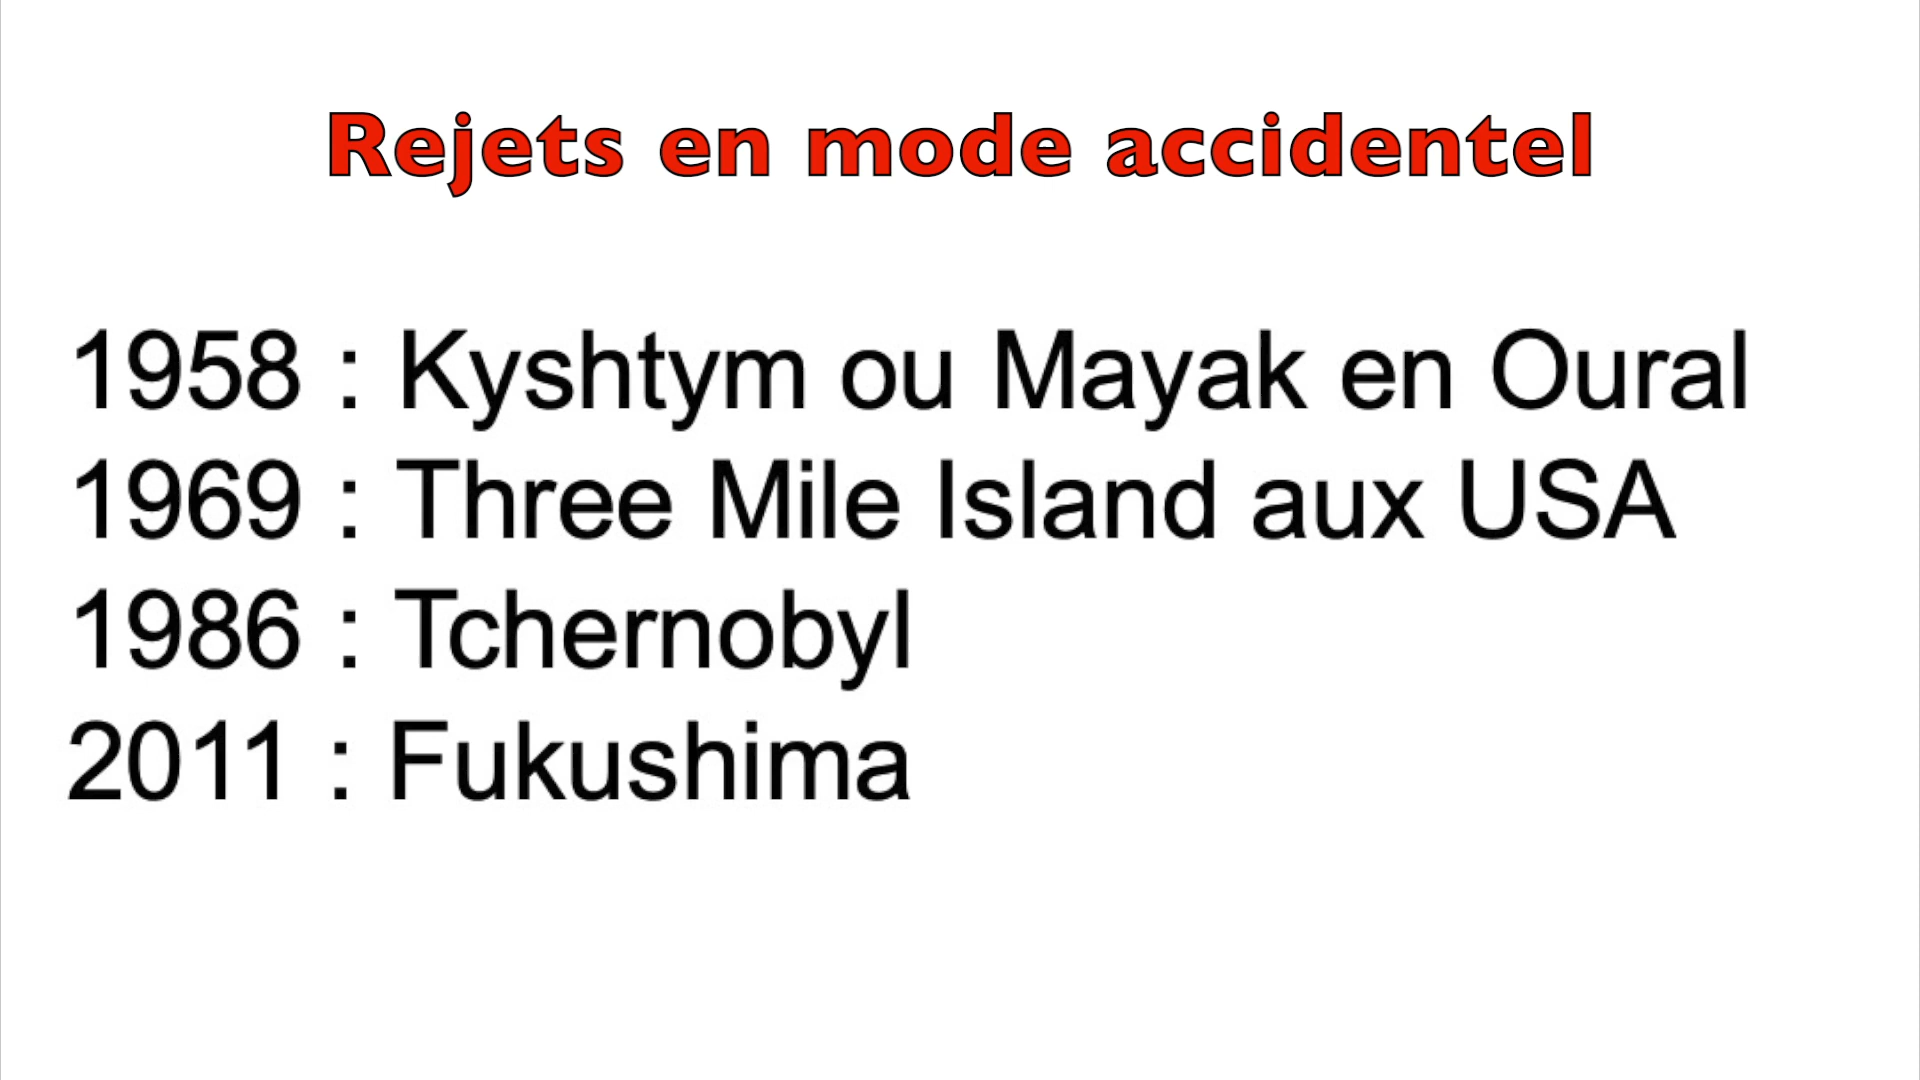 Rejets en mode accidentel
1958 : Kyshtym ou Mayak en Oural
1969 : Three Mile Island aux USA
1986 : Tchernobyl
2011 : Fukushima